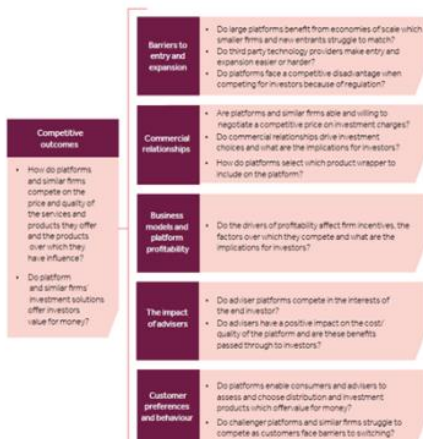 Competitive
outcomes
• How do platforms
and similar firms
compete on the
price and quality of
the services and
products they offer
and the products
over which they
have influence?
• Do platform
and similar firms'
investment solutions
offer investors
value for money?
Barriers to
entry and
expansion
• Do large platforms benefit from economies of scale which
smaller firms and new entrants struggle to match?
• Do third party technology providers make entry and
expansion easier or harder?
• Do platforms face a competitive disadvantage when
competing for investors because of regulation?
Commercial
relationships
• Are platforms and similar firms able and willing to
negotiate a competitive price on investment charges?
• Do commercial relationships drive investment
choices and what are the implications for investors?
• How do platforms select which product wrapper to
include on the platform?
Business
models and
platform
profitability
• Do the drivers of profitability affect firm incentives, the
factors over which they compete and what are the
implications for investors?
The impact
of advisers
• Do adviser platforms compete in the interests of
the end investor?
• Do advisers have a positive impact on the cost/
quality of the platform and are these benefits
passed through to investors?
Customer
preferences
and behaviour
• Do platforms enable consumers and advisers to
assess and choose distribution and investment
products which offer value for money?
• Do challenger platforms and similar firms struggle to
compete as customers face barriers to switching?